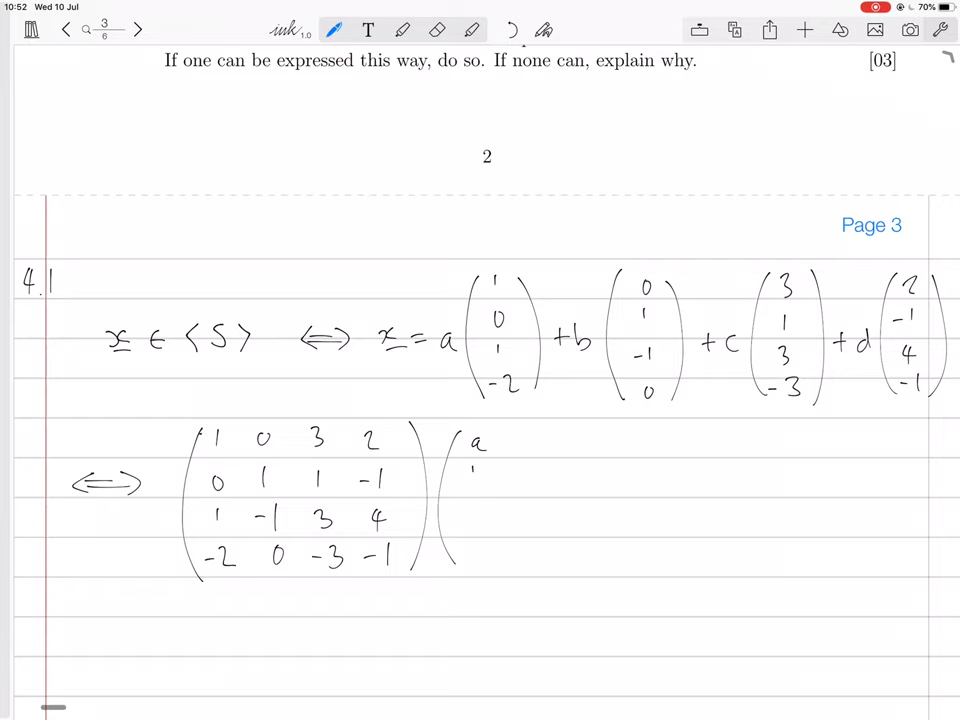 10:52 Wed 10 Jul 70%
3
6
ink 1.0 T
If one can be expressed this way, do so. If none can, explain why. [03]
2
Page 3
4.1
x ∈ ⟨S⟩ ⟺ x = a (1 0 1 -2) + b (0 1 -1 0) + c (3 1 3 -3) + d (2 -1 4 -1)
⟺ ( 1 0 3 2 ) ( a
0 1 1 -1
1 -1 3 4
-2 0 -3 -1